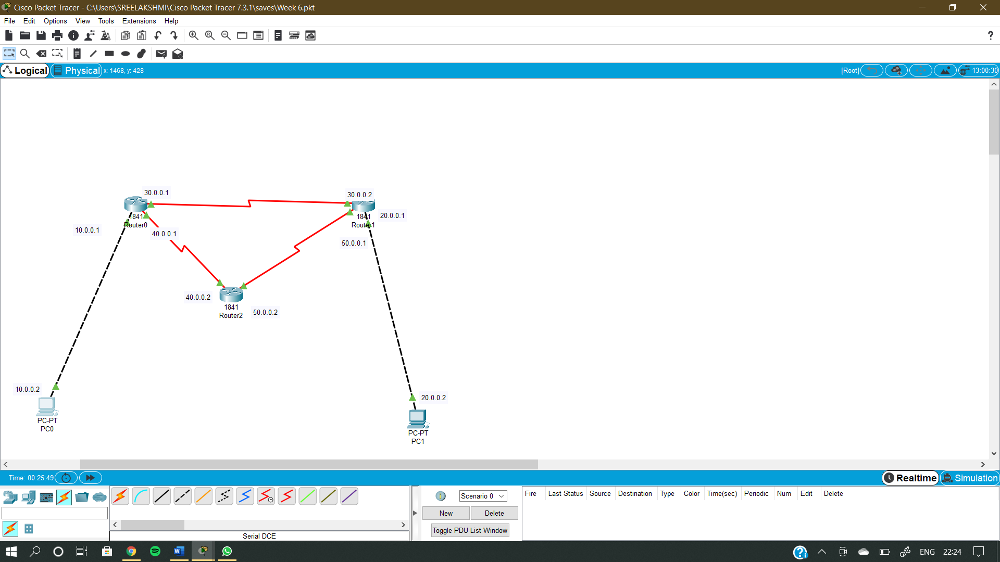 Cisco Packet Tracer - C:\Users\SREELAKSHMI\Cisco Packet Tracer 7.3.1\saves\Week 6.pkt
File Edit Options View Tools Extensions Help
?
Logical Physical x: 1468, y: 428 [Root] 13:00:30
30.0.0.1
30.0.0.2
1841
Router0
1841
Router1
20.0.0.1
10.0.0.1
40.0.0.1
50.0.0.1
40.0.0.2
1841
Router2
50.0.0.2
10.0.0.2
PC-PT
PC0
20.0.0.2
PC-PT
PC1
Time: 00:25:49 Realtime Simulation
Scenario 0
Fire Last Status Source Destination Type Color Time(sec) Periodic Num Edit Delete
New Delete
Toggle PDU List Window
Serial DCE
ENG 22:24